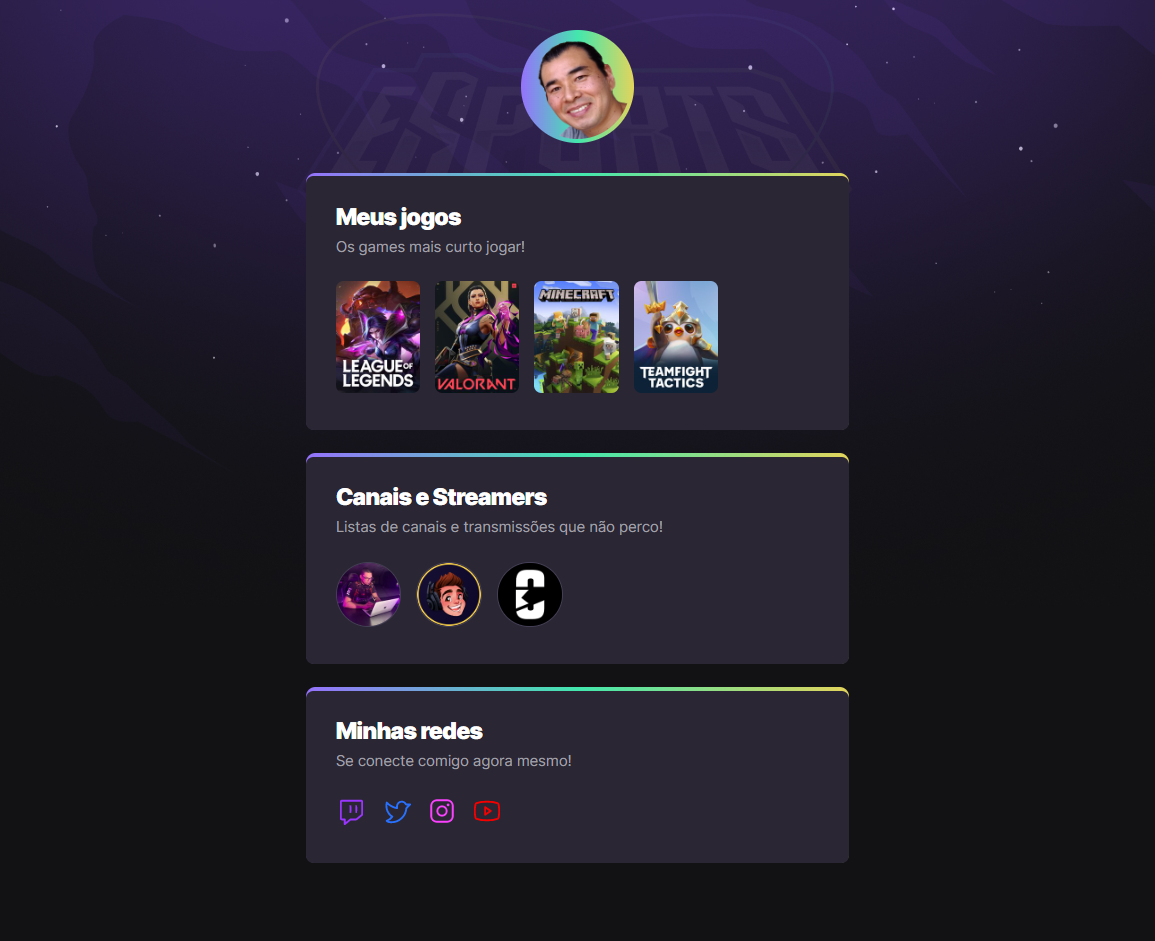 ESPORTS
Meus jogos
Os games mais curto jogar!
LEAGUE OF
LEGENDS
VALORANT
MINECRAFT
TEAMFIGHT
TACTICS
Canais e Streamers
Listas de canais e transmissões que não perco!
Minhas redes
Se conecte comigo agora mesmo!